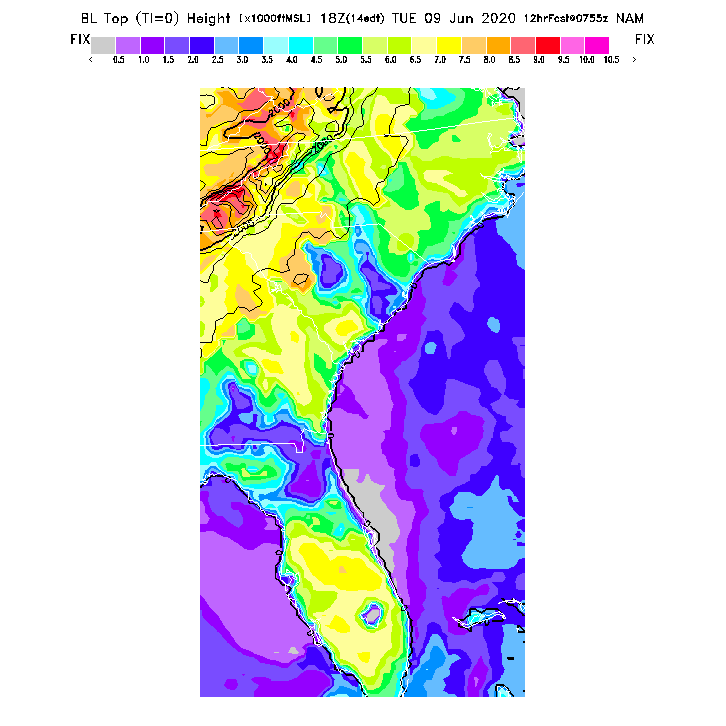 BL Top (TI=0) Height [x1000ftMSL] 18Z(14edt) TUE 09 Jun 2020 12hrFcst@0755z NAM
FIX FIX
< 0.5 1.0 1.5 2.0 2.5 3.0 3.5 4.0 4.5 5.0 5.5 6.0 6.5 7.0 7.5 8.0 8.5 9.0 9.5 10.0 10.5 >
2000
2000
2000